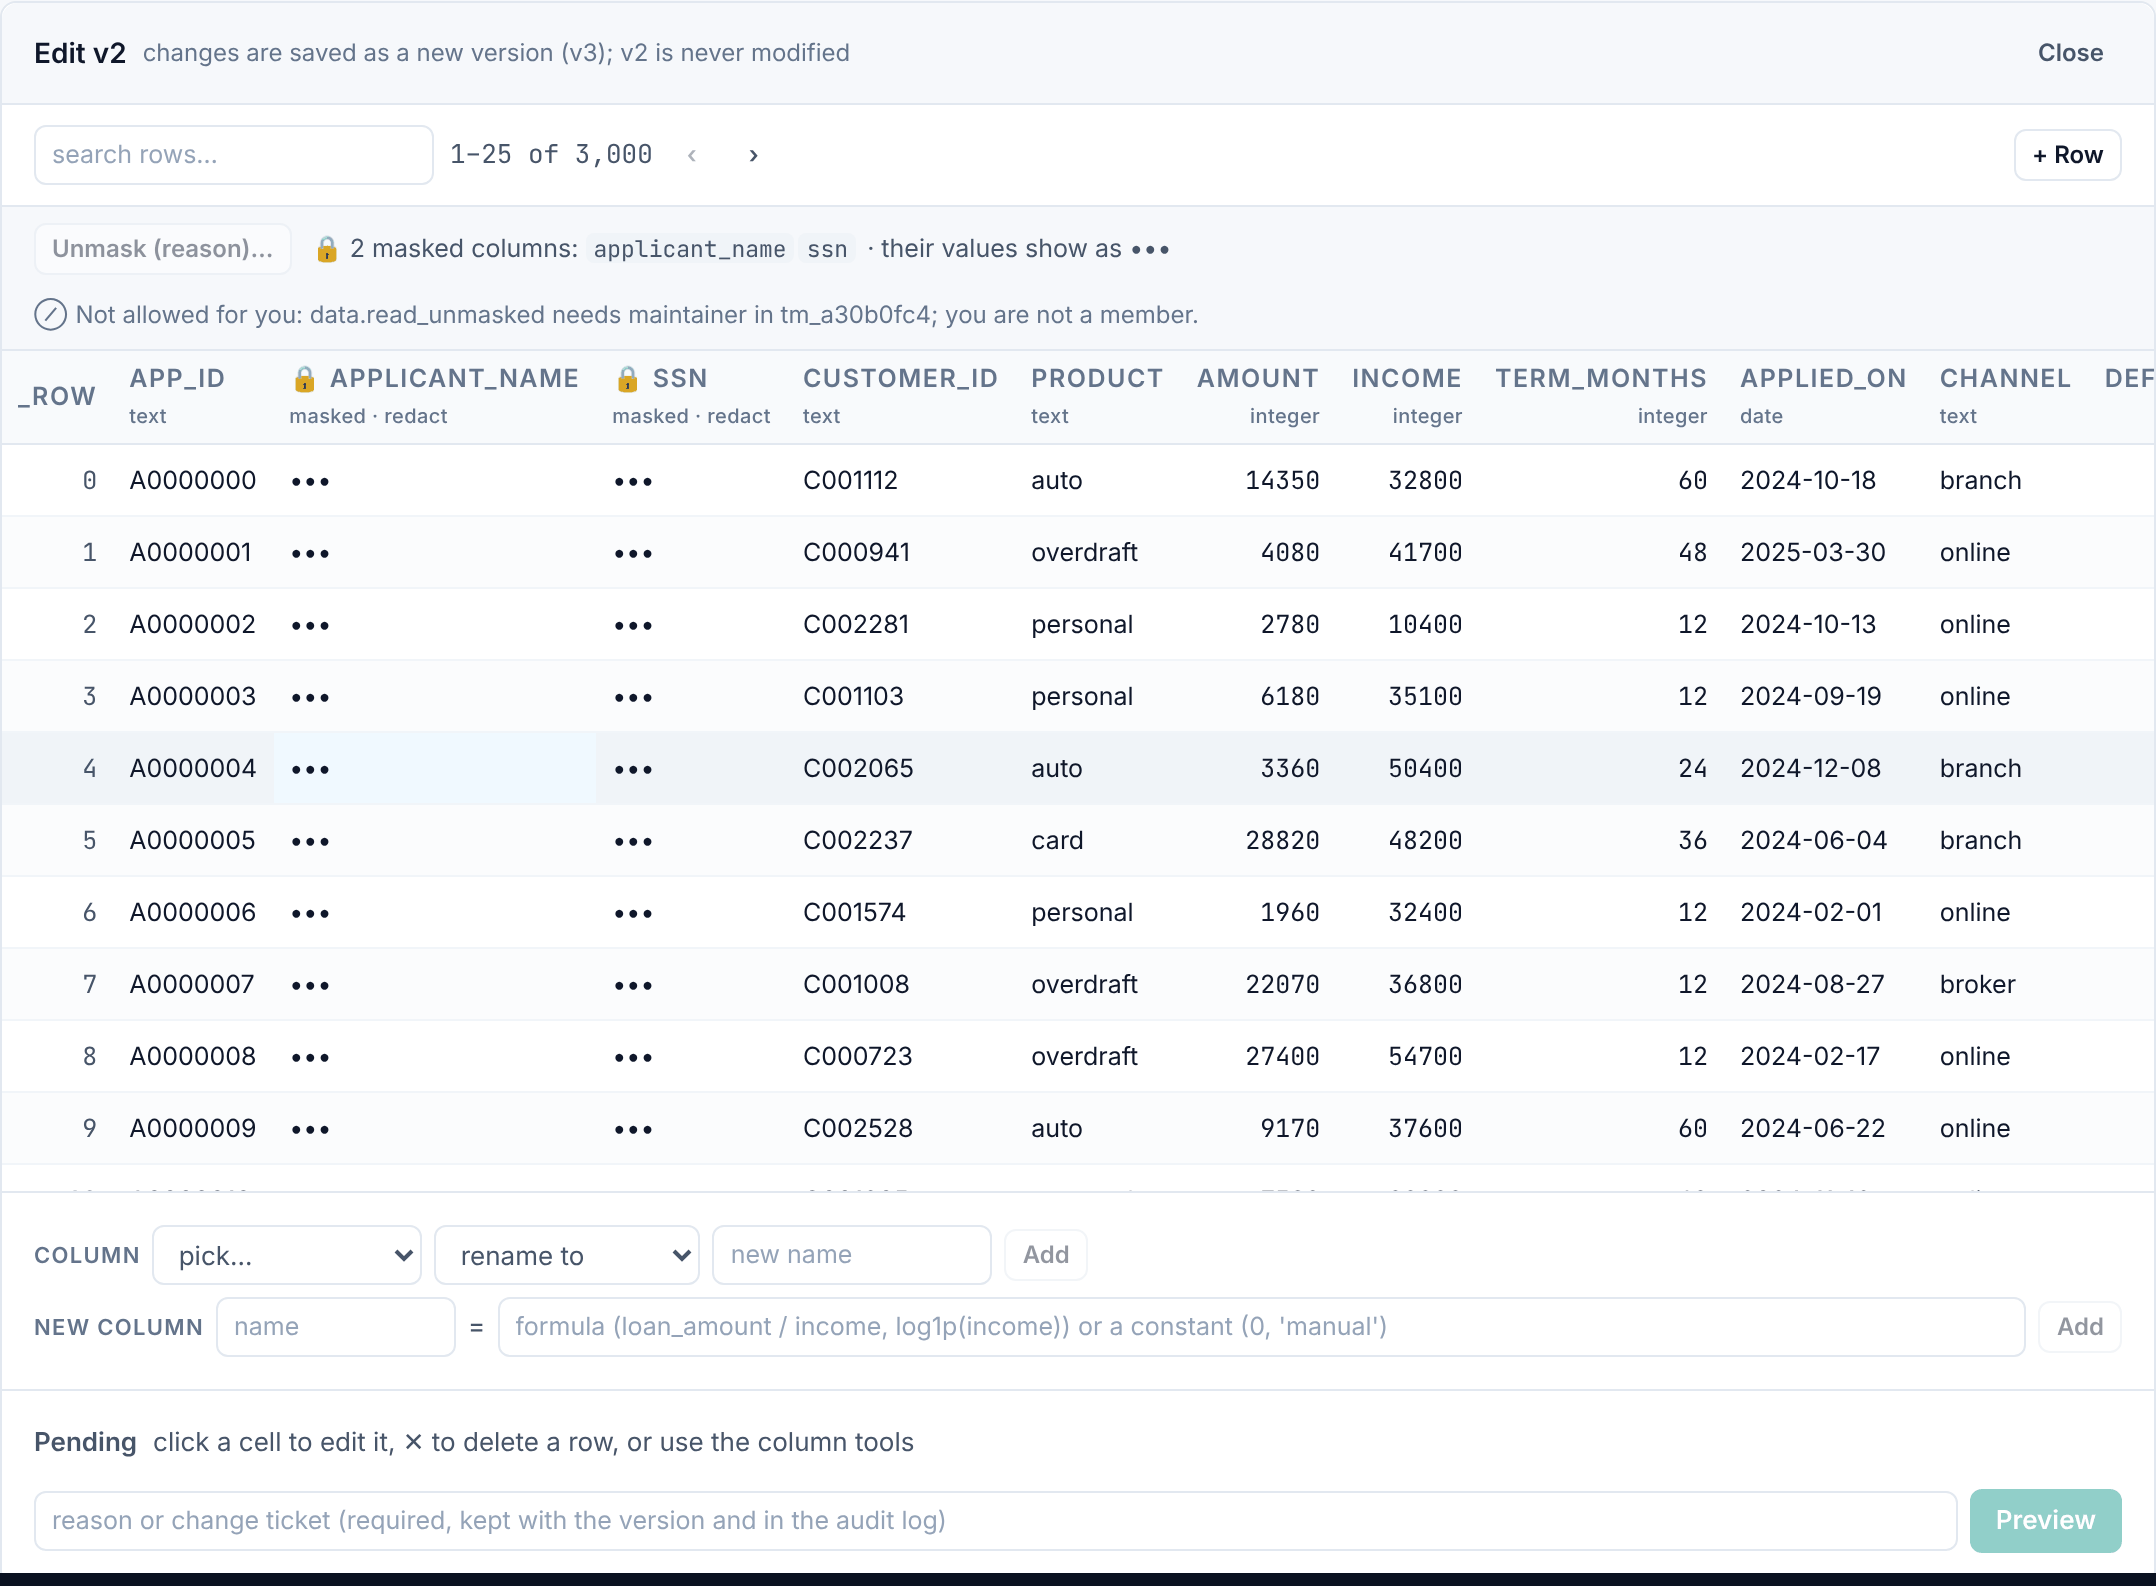 Edit v2 changes are saved as a new version (v3); v2 is never modified Close
search rows... 1–25 of 3,000 ‹ › + Row
Unmask (reason)... 🔒 2 masked columns: applicant_name ssn · their values show as •••
Not allowed for you: data.read_unmasked needs maintainer in tm_a30b0fc4; you are not a member.
_ROW APP_ID 🔒 APPLICANT_NAME 🔒 SSN CUSTOMER_ID PRODUCT AMOUNT INCOME TERM_MONTHS APPLIED_ON CHANNEL DEF
text masked · redact masked · redact text text integer integer integer date text
0 A0000000 ••• ••• C001112 auto 14350 32800 60 2024-10-18 branch
1 A0000001 ••• ••• C000941 overdraft 4080 41700 48 2025-03-30 online
2 A0000002 ••• ••• C002281 personal 2780 10400 12 2024-10-13 online
3 A0000003 ••• ••• C001103 personal 6180 35100 12 2024-09-19 online
4 A0000004 ••• ••• C002065 auto 3360 50400 24 2024-12-08 branch
5 A0000005 ••• ••• C002237 card 28820 48200 36 2024-06-04 branch
6 A0000006 ••• ••• C001574 personal 1960 32400 12 2024-02-01 online
7 A0000007 ••• ••• C001008 overdraft 22070 36800 12 2024-08-27 broker
8 A0000008 ••• ••• C000723 overdraft 27400 54700 12 2024-02-17 online
9 A0000009 ••• ••• C002528 auto 9170 37600 60 2024-06-22 online
COLUMN pick... rename to new name Add
NEW COLUMN name = formula (loan_amount / income, log1p(income)) or a constant (0, 'manual') Add
Pending click a cell to edit it, ✕ to delete a row, or use the column tools
reason or change ticket (required, kept with the version and in the audit log) Preview